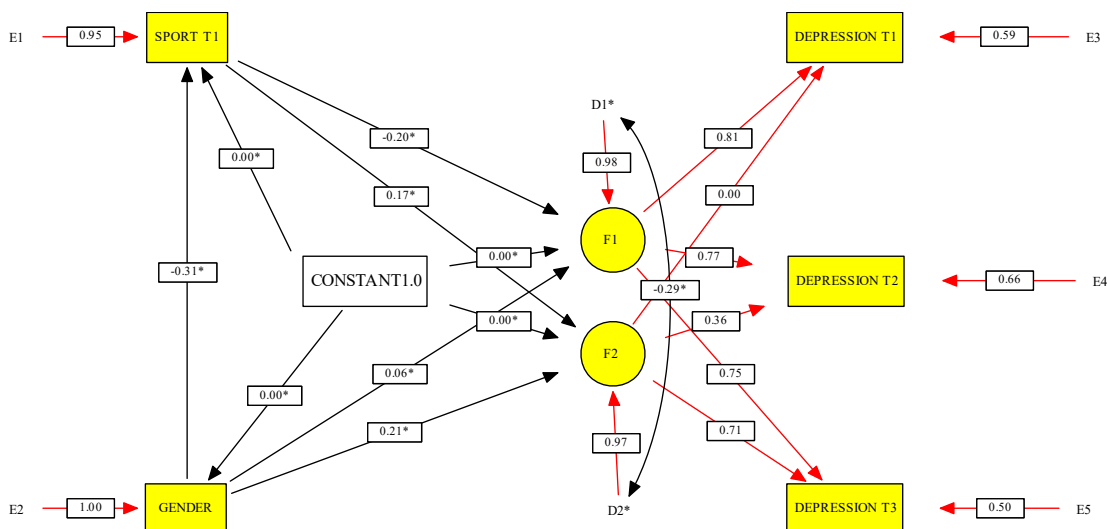 E1
0.95
SPORT T1
DEPRESSION T1
0.59
E3
D1*
-0.20*
0.81
0.00*
0.98
0.17*
0.00
F1
-0.31*
CONSTANT1.0
0.00*
0.77
DEPRESSION T2
0.66
E4
-0.29*
0.00*
0.36
F2
0.06*
0.75
0.00*
0.21*
0.71
0.97
E2
1.00
GENDER
D2*
DEPRESSION T3
0.50
E5